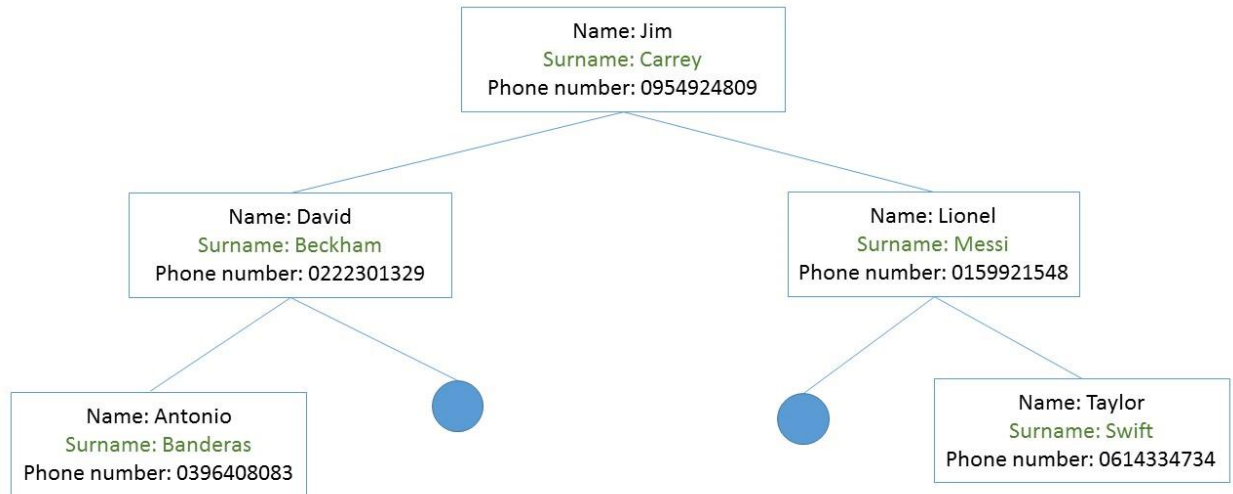 Name: Jim
Surname: Carrey
Phone number: 0954924809
Name: David
Surname: Beckham
Phone number: 0222301329
Name: Lionel
Surname: Messi
Phone number: 0159921548
Name: Antonio
Surname: Banderas
Phone number: 0396408083
Name: Taylor
Surname: Swift
Phone number: 0614334734